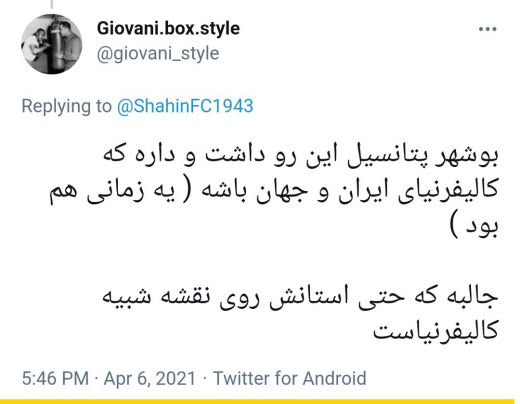 Giovani.box.style
@giovani_style
Replying to @ShahinFC1943
بوشهر پتانسیل این رو داشت و داره که
کالیفرنیای ایران و جهان باشه ( یه زمانی هم
بود )
جالبه که حتی استانش روی نقشه شبیه
کالیفرنیاست
5:46 PM · Apr 6, 2021 · Twitter for Android